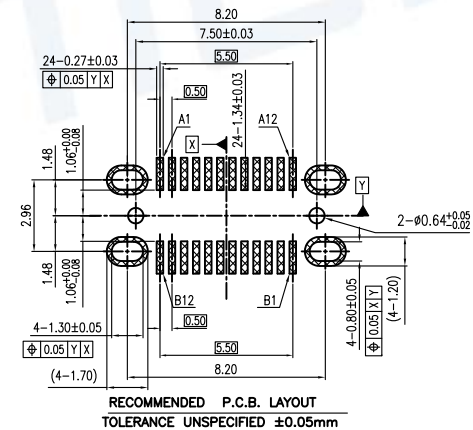 8.20
7.50±0.03
24-0.27±0.03
⌖ 0.05 Y X
5.50
0.50
24-1.34±0.03
A1
A12
X
1.48
1.06+0.00-0.08
Y
2.96
2-ø0.64+0.05-0.02
1.48
1.06+0.00-0.08
B12
B1
4-1.30±0.05
⌖ 0.05 Y X
0.50
4-0.80±0.05
⌖ 0.05 X Y
(4-1.20)
5.50
(4-1.70)
8.20
RECOMMENDED P.C.B. LAYOUT
TOLERANCE UNSPECIFIED ±0.05mm